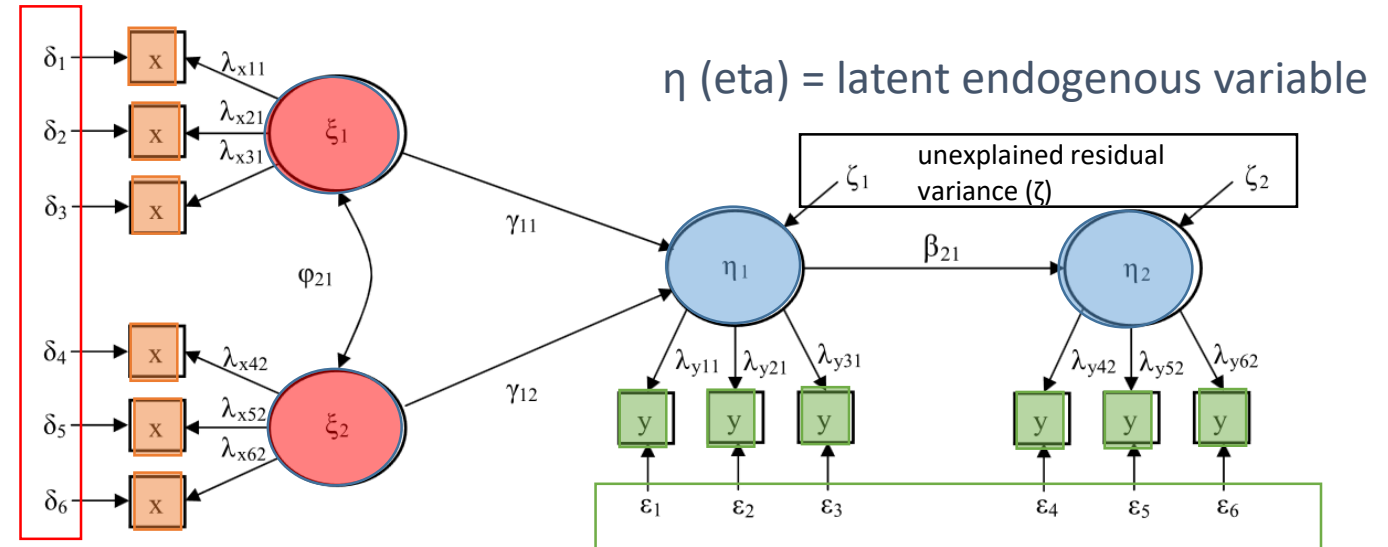 η (eta) = latent endogenous variable
unexplained residual
variance (ζ)
ζ₁
ζ₂
δ₁
x
λx11
δ₂
x
λx21
δ₃
x
λx31
ξ₁
φ₂₁
γ₁₁
γ₁₂
δ₄
x
λx42
δ₅
x
λx52
δ₆
x
λx62
ξ₂
η₁
β₂₁
η₂
λy11
λy21
λy31
λy42
λy52
λy62
y
y
y
y
y
y
ε₁
ε₂
ε₃
ε₄
ε₅
ε₆